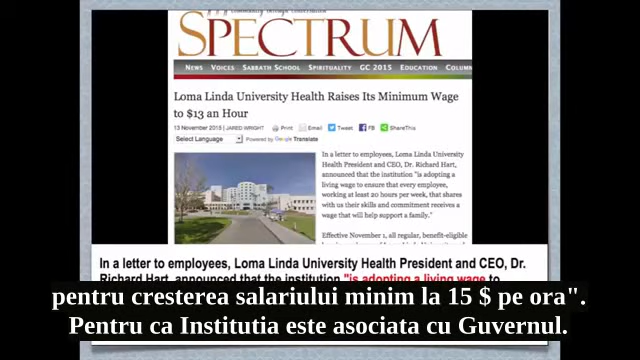 SPECTRUM
NEWS VOICES SABBATH SCHOOL SPIRITUALITY GC 2015 EDUCATION COLUMN
Loma Linda University Health Raises Its Minimum Wage
to $13 an Hour
13 November 2015 | JARED WRIGHT Print Email Tweet FB ShareThis
Select Language Powered by Google Translate
In a letter to employees, Loma Linda University
Health President and CEO, Dr. Richard Hart,
announced that the institution "is adopting a
living wage to ensure that every employee,
working at least 20 hours per week, that shares
with us their skills and commitment receives a
wage that will help support a family."
Effective November 1, all regular, benefit-eligible
In a letter to employees, Loma Linda University Health President and CEO, Dr.
Richard Hart, announced that the institution "is adopting a living wage to
pentru cresterea salariului minim la 15 $ pe ora".
Pentru ca Institutia este asociata cu Guvernul.